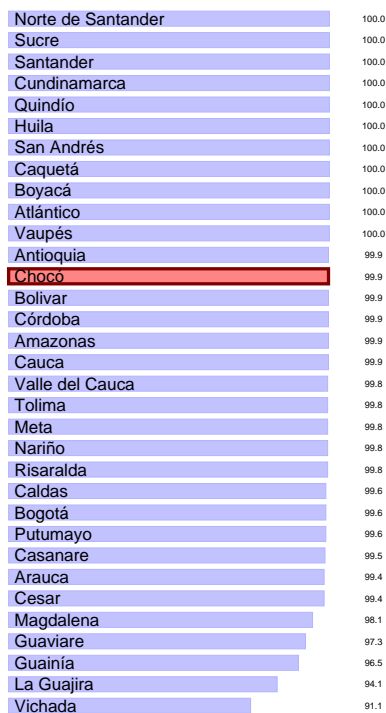 Norte de Santander 100.0
Sucre 100.0
Santander 100.0
Cundinamarca 100.0
Quindío 100.0
Huila 100.0
San Andrés 100.0
Caquetá 100.0
Boyacá 100.0
Atlántico 100.0
Vaupés 100.0
Antioquia 99.9
Chocó 99.9
Bolivar 99.9
Córdoba 99.9
Amazonas 99.9
Cauca 99.9
Valle del Cauca 99.8
Tolima 99.8
Meta 99.8
Nariño 99.8
Risaralda 99.8
Caldas 99.6
Bogotá 99.6
Putumayo 99.6
Casanare 99.5
Arauca 99.4
Cesar 99.4
Magdalena 98.1
Guaviare 97.3
Guainía 96.5
La Guajira 94.1
Vichada 91.1